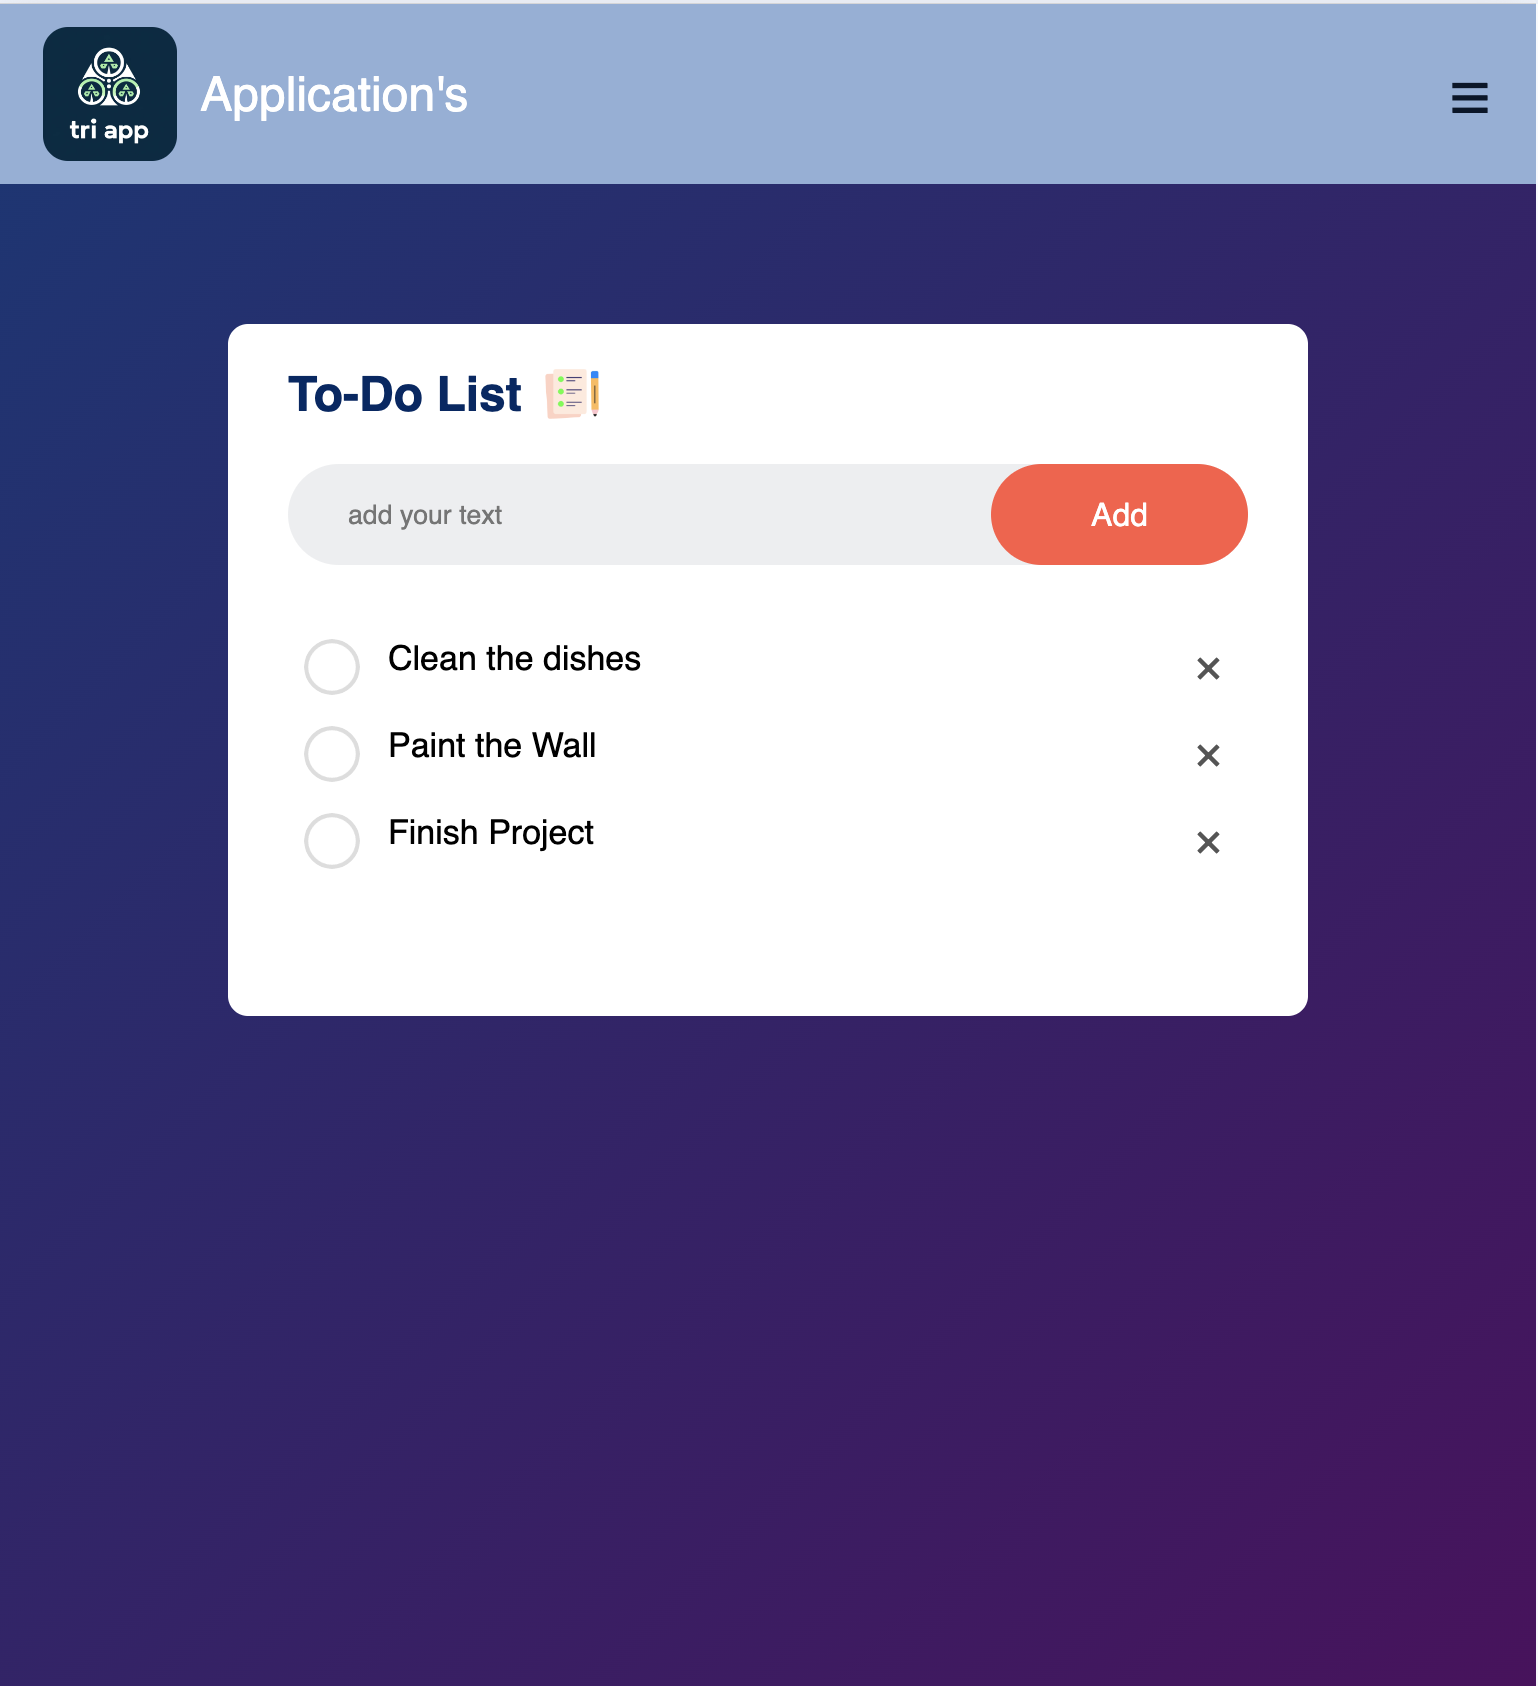 tri app
Application's
To-Do List
add your text
Add
Clean the dishes
Paint the Wall
Finish Project